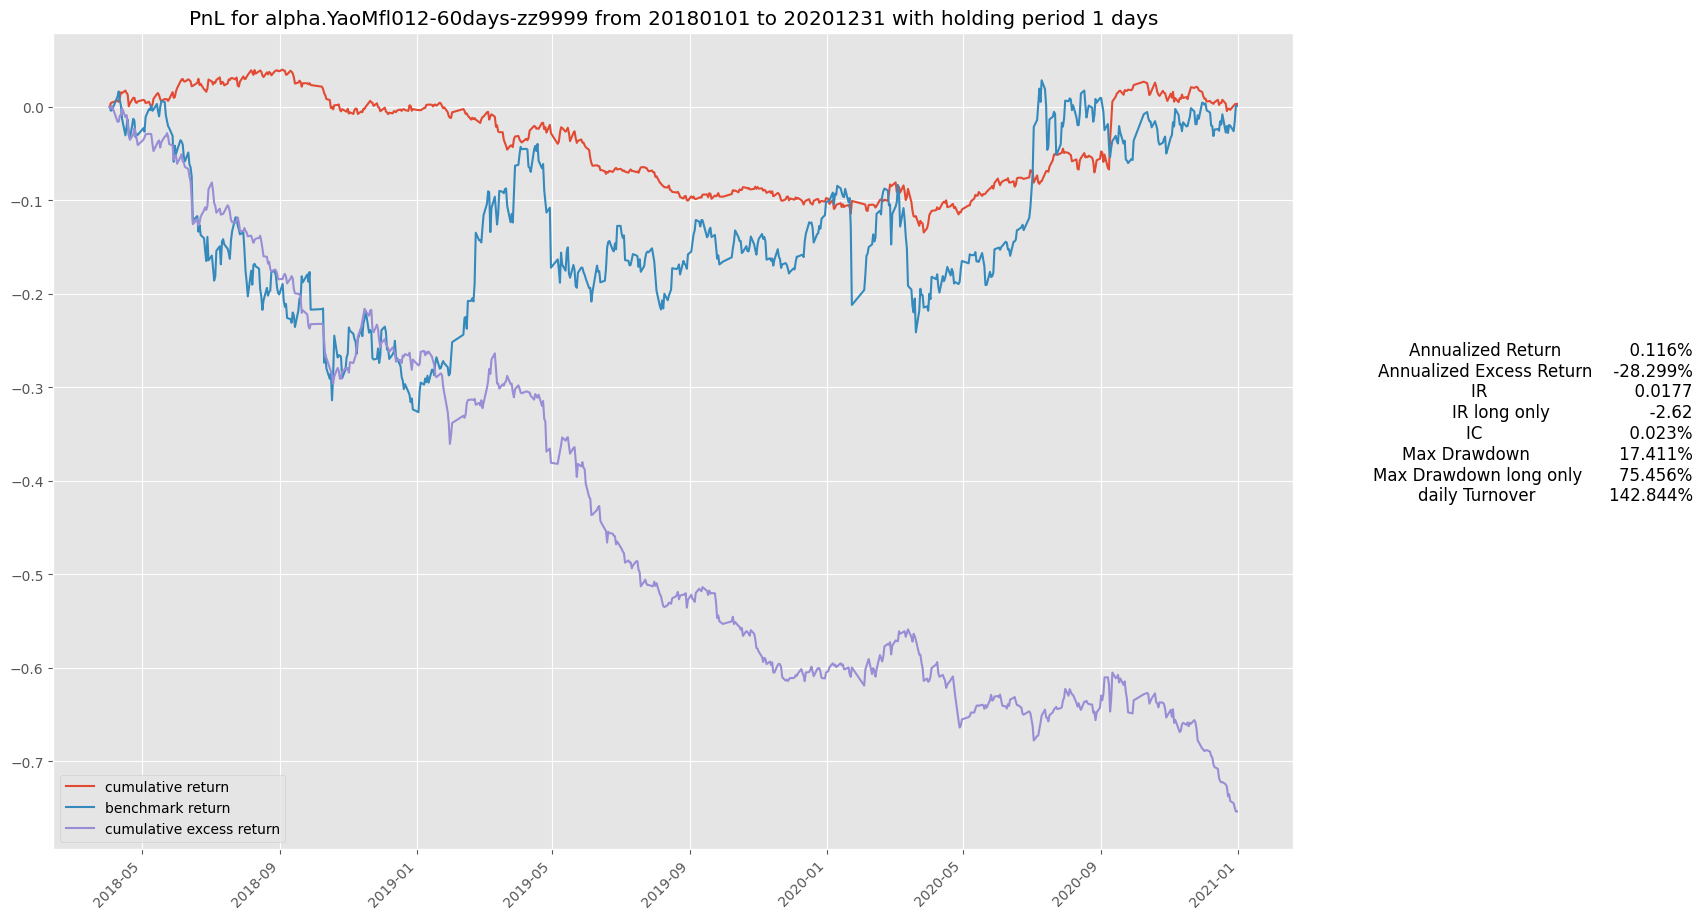 PnL for alpha.YaoMfl012-60days-zz9999 from 20180101 to 20201231 with holding period 1 days
0.0
−0.1
−0.2
−0.3
−0.4
−0.5
−0.6
−0.7
cumulative return
benchmark return
cumulative excess return
2018-05
2018-09
2019-01
2019-05
2019-09
2020-01
2020-05
2020-09
2021-01
Annualized Return 0.116%
Annualized Excess Return -28.299%
IR 0.0177
IR long only -2.62
IC 0.023%
Max Drawdown 17.411%
Max Drawdown long only 75.456%
daily Turnover 142.844%